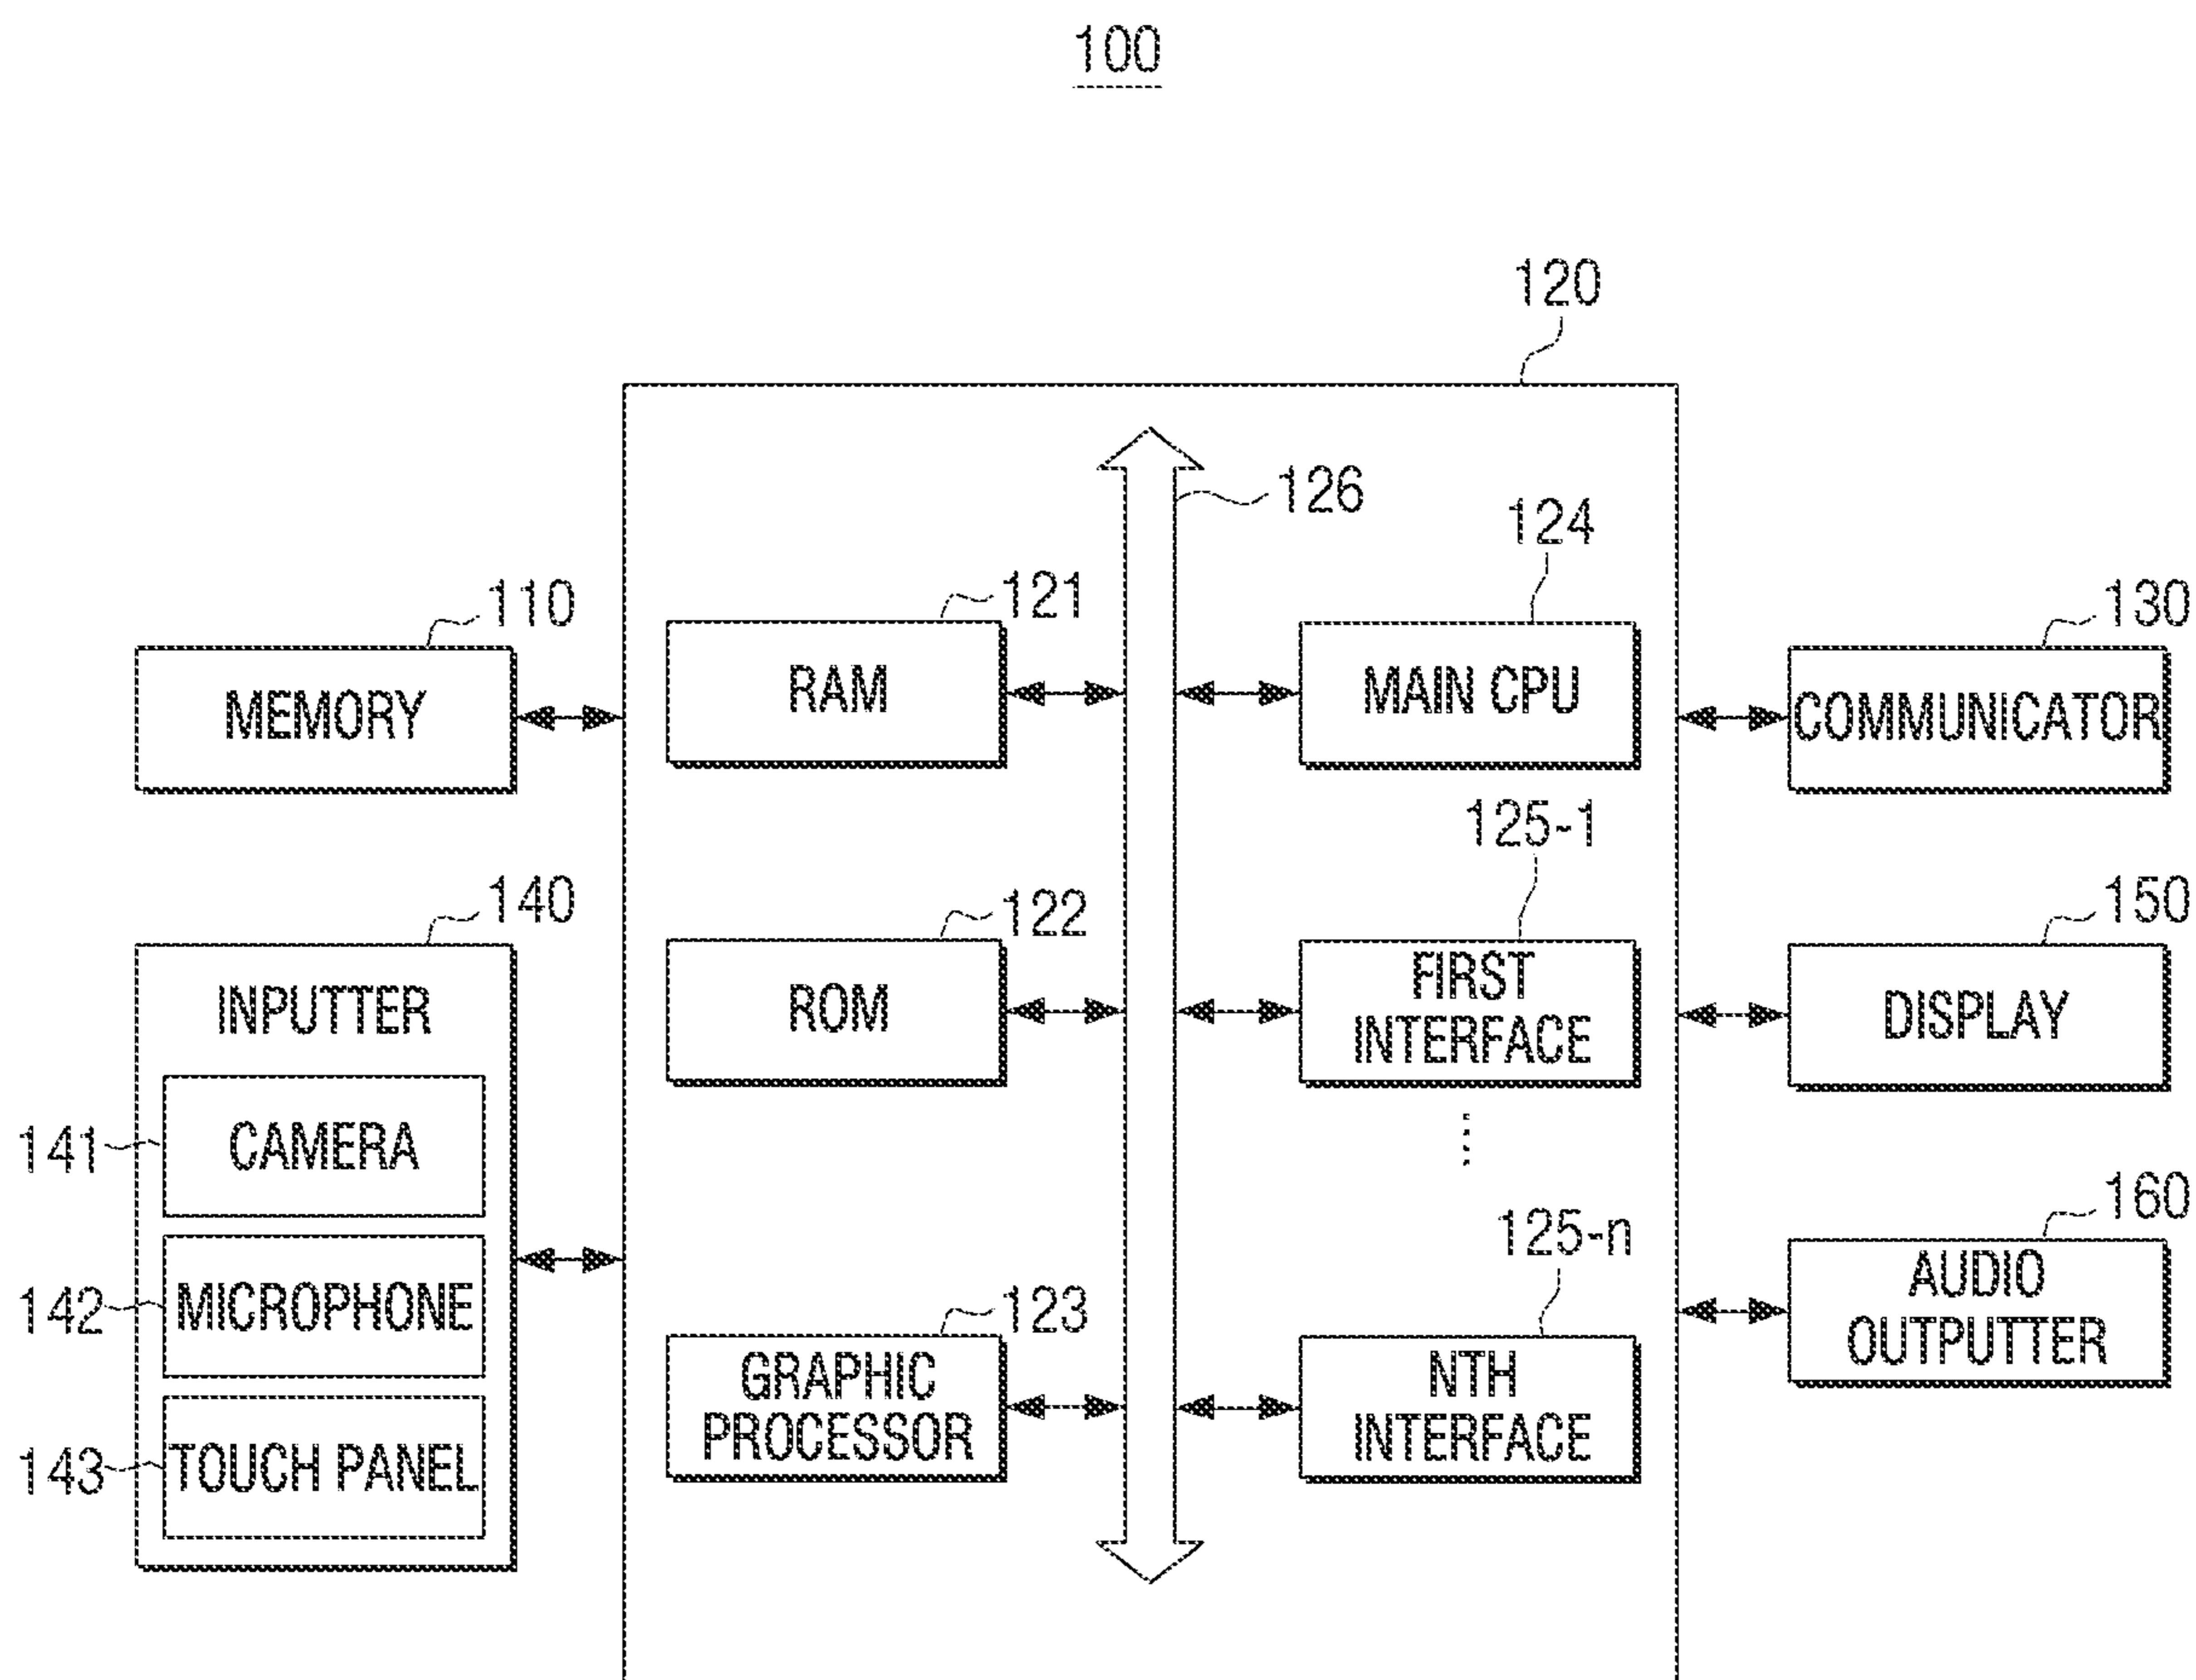 100
120
126
124
110
121
130
MEMORY
RAM
MAIN CPU
COMMUNICATOR
125-1
140
122
150
INPUTTER
ROM
FIRST
INTERFACE
DISPLAY
141
CAMERA
⋮
160
125-n
142
MICROPHONE
123
AUDIO
OUTPUTTER
GRAPHIC
PROCESSOR
NTH
INTERFACE
143
TOUCH PANEL